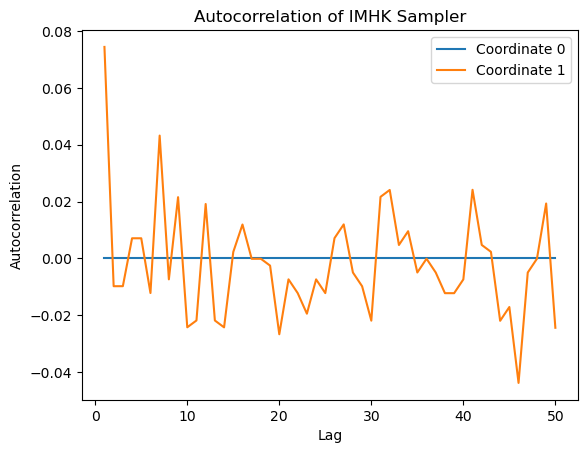 Autocorrelation of IMHK Sampler
Coordinate 0
Coordinate 1
Autocorrelation
0.08
0.06
0.04
0.02
0.00
−0.02
−0.04
0
10
20
30
40
50
Lag